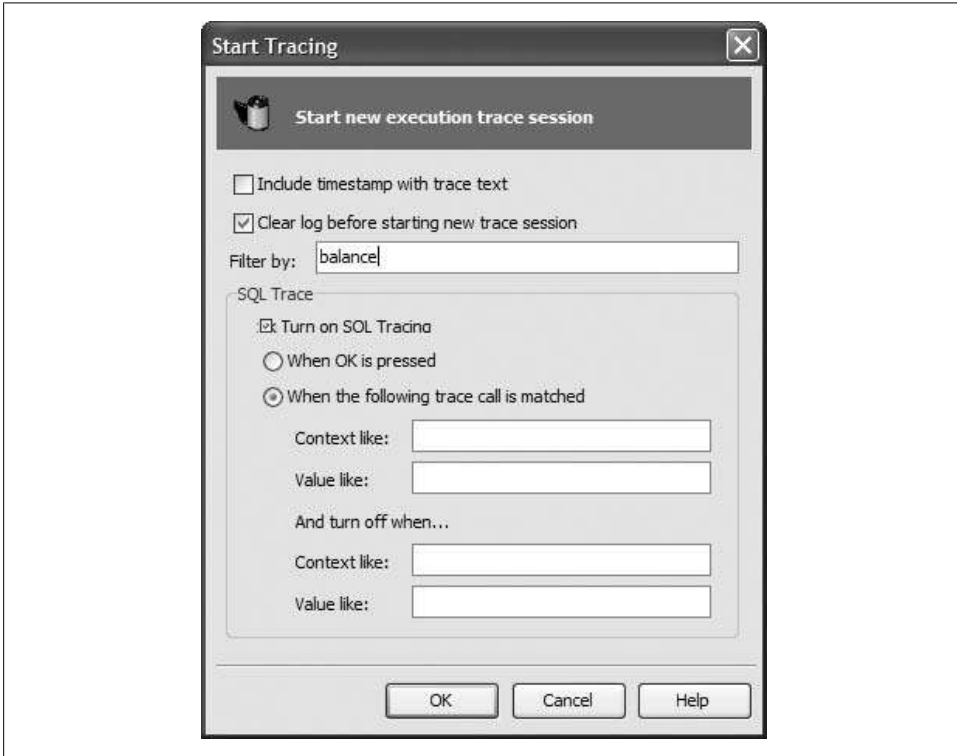 Start Tracing
Start new execution trace session
Include timestamp with trace text
Clear log before starting new trace session
Filter by: balance
SQL Trace
Turn on SQL Tracing
When OK is pressed
When the following trace call is matched
Context like:
Value like:
And turn off when...
Context like:
Value like:
OK Cancel Help